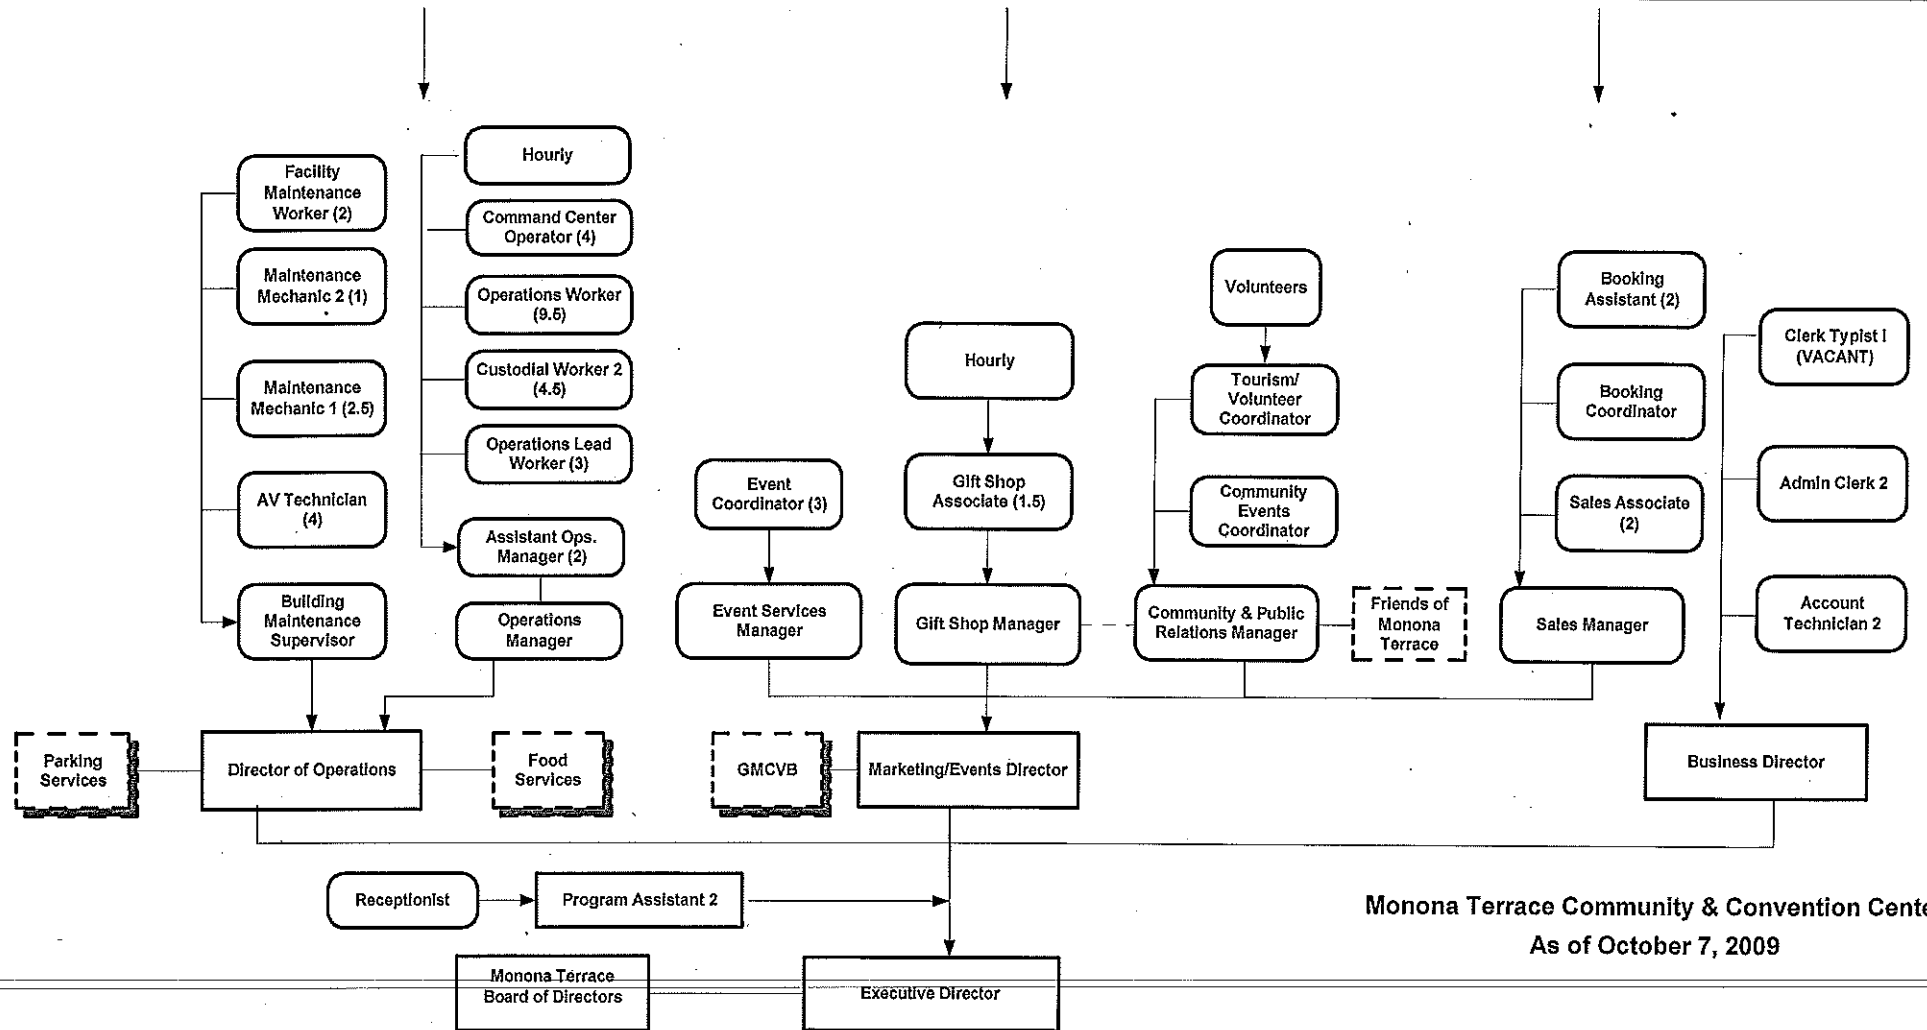 Hourly
Facility
Maintenance
Worker (2)
Command Center
Operator (4)
Maintenance
Mechanic 2 (1)
Operations Worker
(9.5)
Volunteers
Booking
Assistant (2)
Clerk Typist I
(VACANT)
Hourly
Custodial Worker 2
(4.5)
Maintenance
Mechanic 1 (2.5)
Tourism/
Volunteer
Coordinator
Booking
Coordinator
Operations Lead
Worker (3)
Event
Coordinator (3)
Gift Shop
Associate (1.5)
Admin Clerk 2
AV Technician
(4)
Community
Events
Coordinator
Sales Associate
(2)
Assistant Ops.
Manager (2)
Building
Maintenance
Supervisor
Operations
Manager
Event Services
Manager
Gift Shop Manager
Community & Public
Relations Manager
Friends of
Monona
Terrace
Sales Manager
Account
Technician 2
Parking
Services
Director of Operations
Food
Services
GMCVB
Marketing/Events Director
Business Director
Receptionist
Program Assistant 2
Monona Terrace Community & Convention Cente
As of October 7, 2009
Monona Terrace
Board of Directors
Executive Director